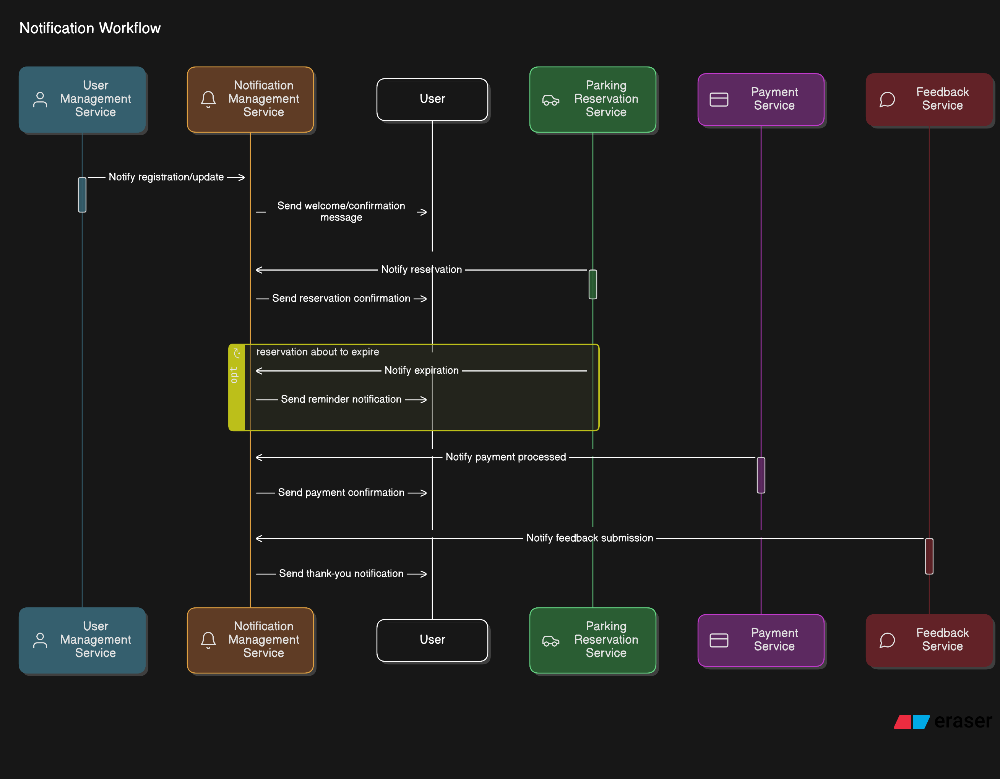 Notification Workflow
User
Management
Service
Notification
Management
Service
User
Parking
Reservation
Service
Payment
Service
Feedback
Service
Notify registration/update
Send welcome/confirmation
message
Notify reservation
Send reservation confirmation
opt
reservation about to expire
Notify expiration
Send reminder notification
Notify payment processed
Send payment confirmation
Notify feedback submission
Send thank-you notification
User
Management
Service
Notification
Management
Service
User
Parking
Reservation
Service
Payment
Service
Feedback
Service
eraser